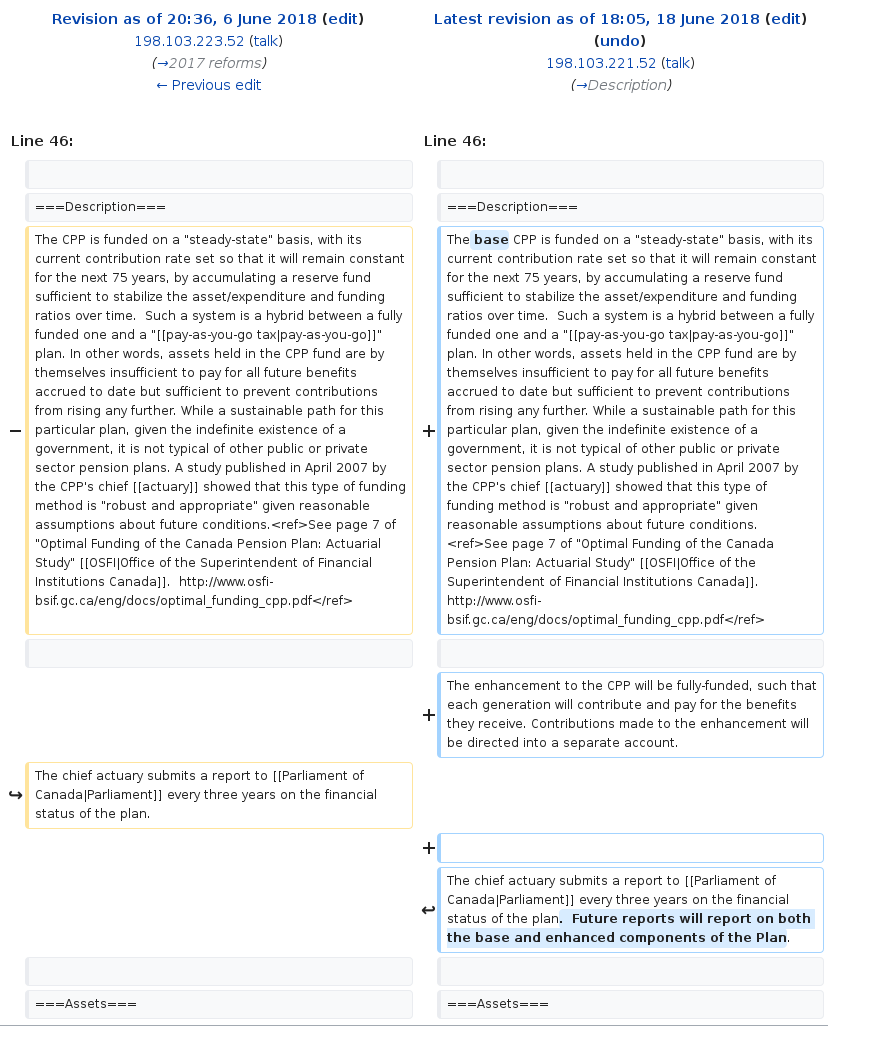 Revision as of 20:36, 6 June 2018 (edit)
198.103.223.52 (talk)
(→2017 reforms)
← Previous edit
Latest revision as of 18:05, 18 June 2018 (edit)
(undo)
198.103.221.52 (talk)
(→Description)
Line 46:
Line 46:
===Description===
===Description===
−
The CPP is funded on a "steady-state" basis, with its
current contribution rate set so that it will remain constant
for the next 75 years, by accumulating a reserve fund
sufficient to stabilize the asset/expenditure and funding
ratios over time.  Such a system is a hybrid between a fully
funded one and a "[[pay-as-you-go tax|pay-as-you-go]]"
plan. In other words, assets held in the CPP fund are by
themselves insufficient to pay for all future benefits
accrued to date but sufficient to prevent contributions
from rising any further. While a sustainable path for this
particular plan, given the indefinite existence of a
government, it is not typical of other public or private
sector pension plans. A study published in April 2007 by
the CPP's chief [[actuary]] showed that this type of funding
method is "robust and appropriate" given reasonable
assumptions about future conditions.<ref>See page 7 of
"Optimal Funding of the Canada Pension Plan: Actuarial
Study" [[OSFI|Office of the Superintendent of Financial
Institutions Canada]].  http://www.osfi-
bsif.gc.ca/eng/docs/optimal_funding_cpp.pdf</ref>
+
The base CPP is funded on a "steady-state" basis, with its
current contribution rate set so that it will remain constant
for the next 75 years, by accumulating a reserve fund
sufficient to stabilize the asset/expenditure and funding
ratios over time.  Such a system is a hybrid between a fully
funded one and a "[[pay-as-you-go tax|pay-as-you-go]]"
plan. In other words, assets held in the CPP fund are by
themselves insufficient to pay for all future benefits
accrued to date but sufficient to prevent contributions
from rising any further. While a sustainable path for this
particular plan, given the indefinite existence of a
government, it is not typical of other public or private
sector pension plans. A study published in April 2007 by
the CPP's chief [[actuary]] showed that this type of
funding method is "robust and appropriate" given
reasonable assumptions about future conditions.
<ref>See page 7 of "Optimal Funding of the Canada
Pension Plan: Actuarial Study" [[OSFI|Office of the
Superintendent of Financial Institutions Canada]].
http://www.osfi-
bsif.gc.ca/eng/docs/optimal_funding_cpp.pdf</ref>
+
The enhancement to the CPP will be fully-funded, such that
each generation will contribute and pay for the benefits
they receive. Contributions made to the enhancement will
be directed into a separate account.
↪
The chief actuary submits a report to [[Parliament of
Canada|Parliament]] every three years on the financial
status of the plan.
+
↩
The chief actuary submits a report to [[Parliament of
Canada|Parliament]] every three years on the financial
status of the plan.  Future reports will report on both
the base and enhanced components of the Plan.
===Assets===
===Assets===